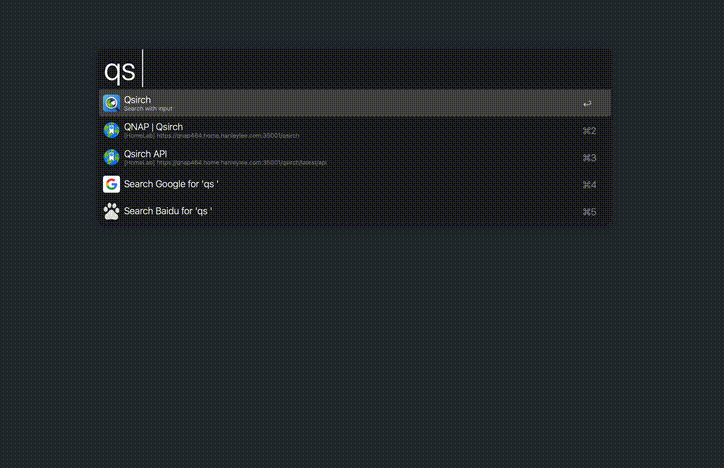 qs
Qsirch
Search with input
↩
QNAP | Qsirch
[HomeLab] https://qnap464.home.hanleylee.com:35001/qsirch
⌘2
Qsirch API
[HomeLab] https://qnap464.home.hanleylee.com:35001/qsirch/latest/api
⌘3
Search Google for 'qs '
⌘4
Search Baidu for 'qs '
⌘5